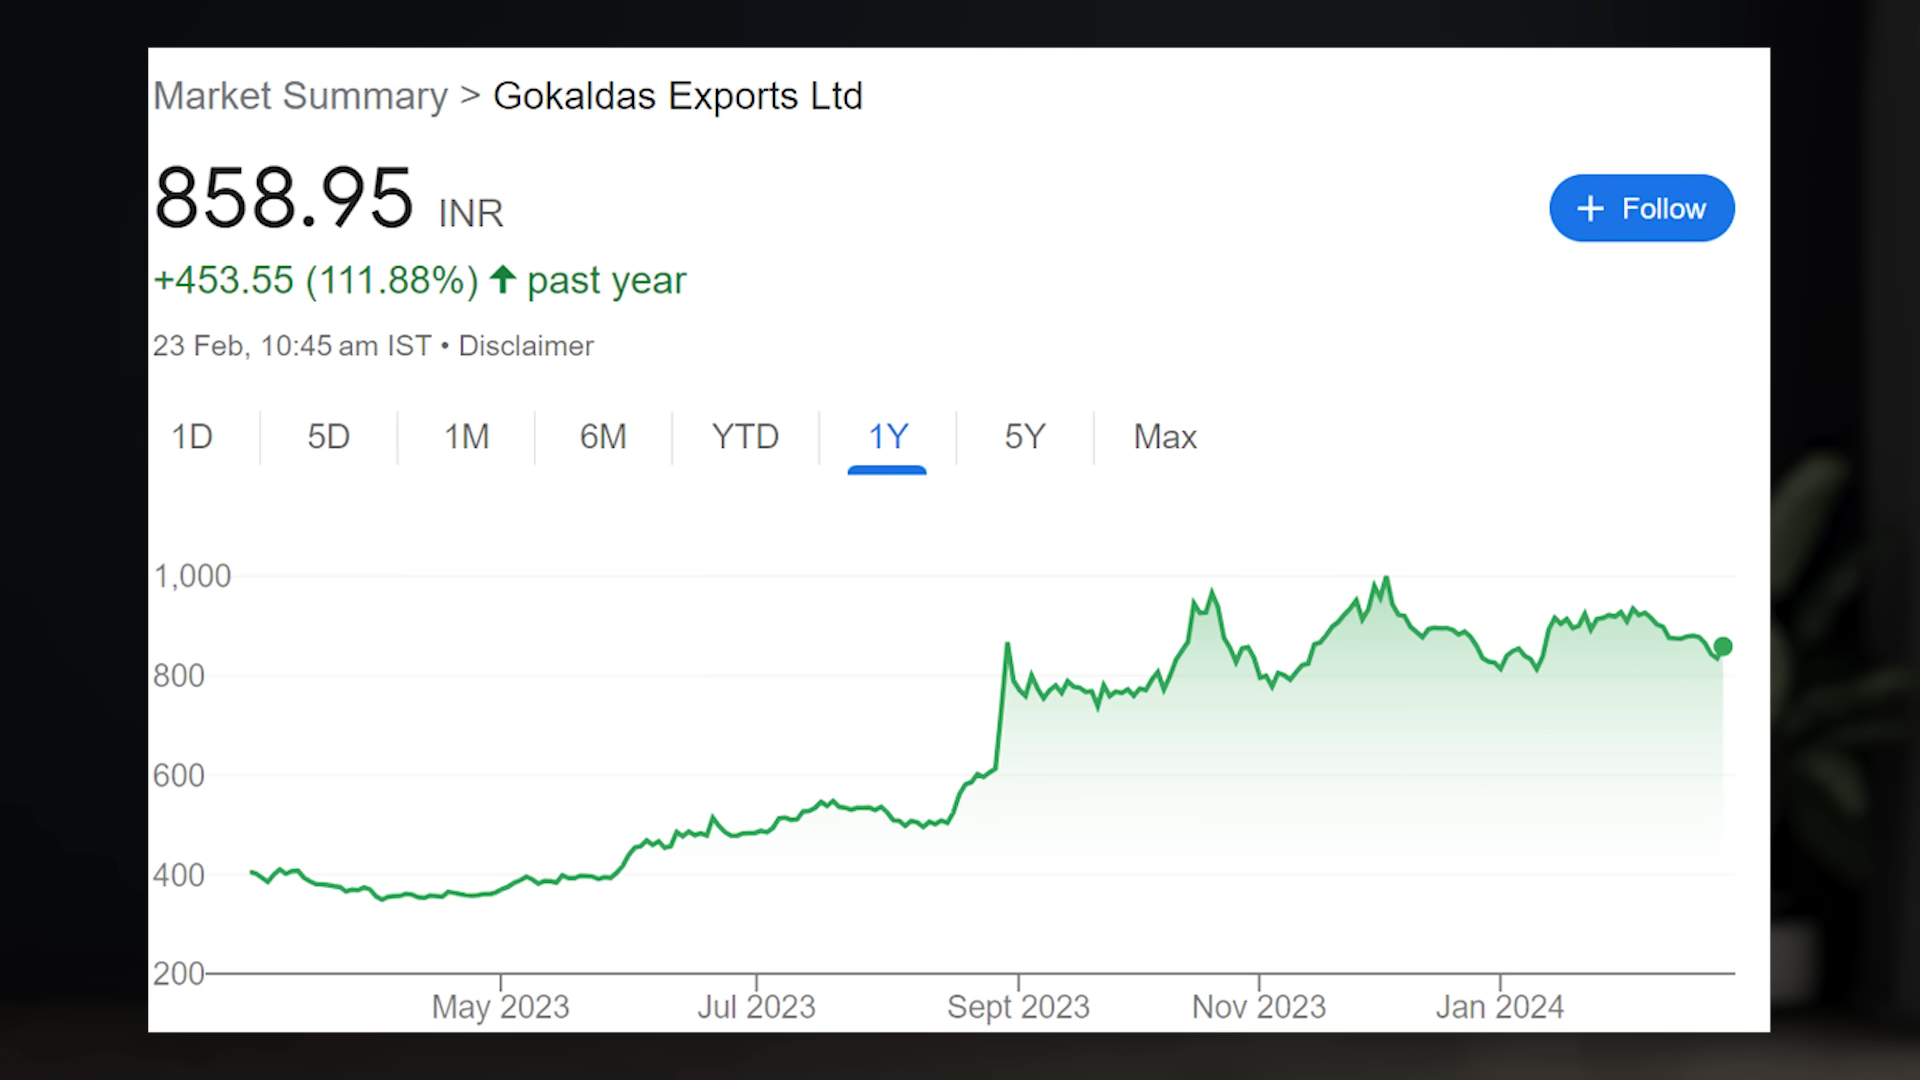 Market Summary > Gokaldas Exports Ltd
858.95 INR
+ Follow
+453.55 (111.88%) ↑ past year
23 Feb, 10:45 am IST • Disclaimer
1D 5D 1M 6M YTD 1Y 5Y Max
1,000
800
600
400
200
May 2023 Jul 2023 Sept 2023 Nov 2023 Jan 2024